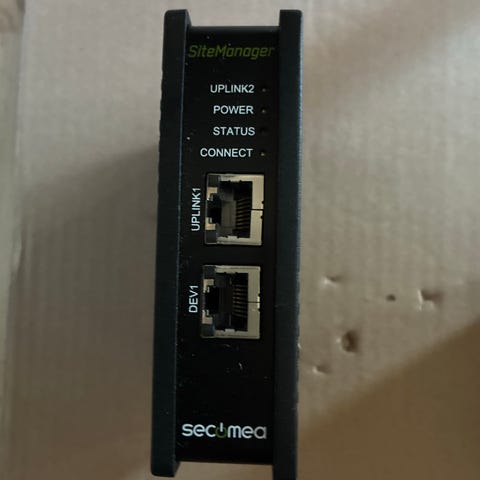 SiteManager
UPLINK2
POWER
STATUS
CONNECT
UPLINK1
DEV1
secomea